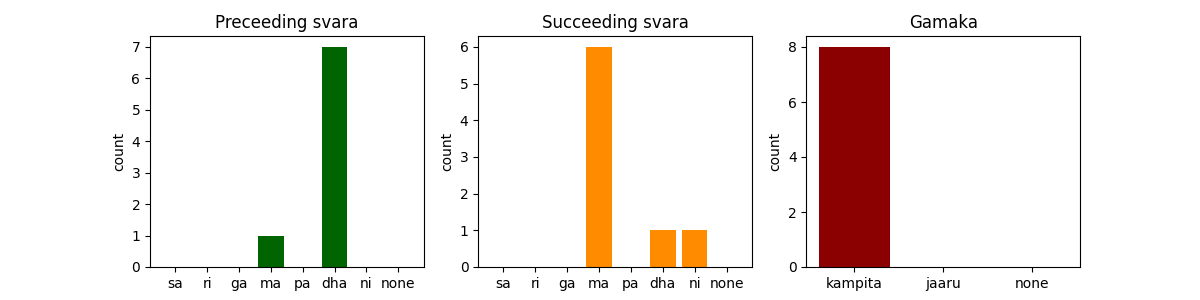 Preceeding svara
count
7
6
5
4
3
2
1
0
sa ri ga ma pa dha ni none
Succeeding svara
count
6
5
4
3
2
1
0
sa ri ga ma pa dha ni none
Gamaka
count
8
6
4
2
0
kampita jaaru none